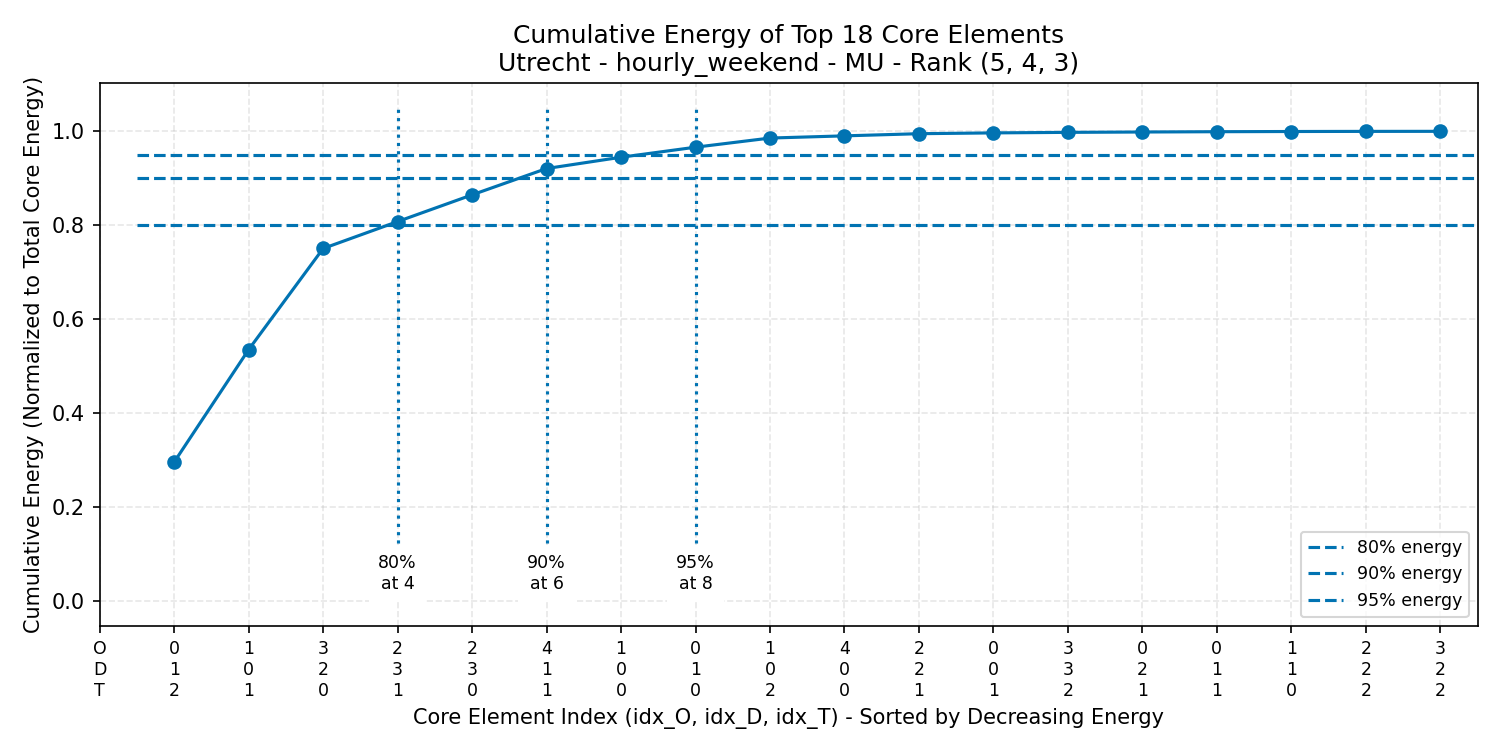 Cumulative Energy of Top 18 Core Elements
Utrecht - hourly_weekend - MU - Rank (5, 4, 3)
Cumulative Energy (Normalized to Total Core Energy)
1.0
0.8
0.6
0.4
0.2
0.0
80%
at 4
90%
at 6
95%
at 8
80% energy
90% energy
95% energy
O 0 1 3 2 2 4 1 0 1 4 2 0 3 0 0 1 2 3
D 1 0 2 3 3 1 0 1 0 0 2 0 3 2 1 1 2 2
T 2 1 0 1 0 1 0 0 2 0 1 1 2 1 1 0 2 2
Core Element Index (idx_O, idx_D, idx_T) - Sorted by Decreasing Energy